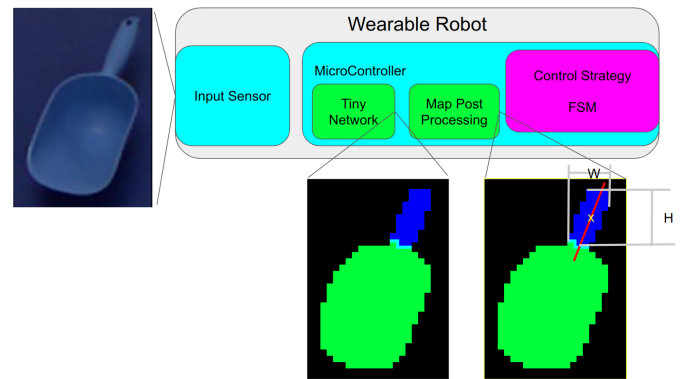 Wearable Robot
Input Sensor
MicroController
Tiny
Network
Map Post
Processing
Control Strategy
FSM
W
H
x